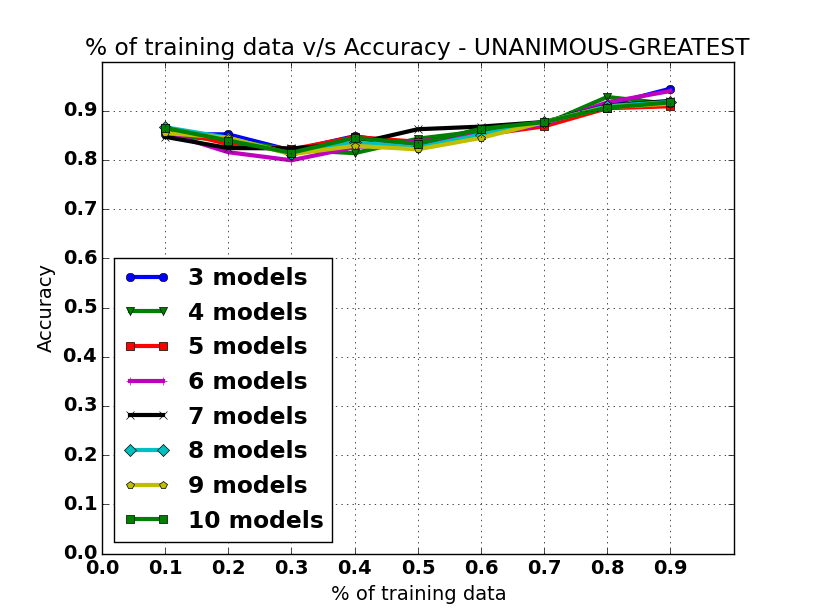 % of training data v/s Accuracy - UNANIMOUS-GREATEST
0.9
0.8
0.7
0.6
0.5
0.4
0.3
0.2
0.1
0.0
Accuracy
3 models
4 models
5 models
6 models
7 models
8 models
9 models
10 models
0.0 0.1 0.2 0.3 0.4 0.5 0.6 0.7 0.8 0.9
% of training data